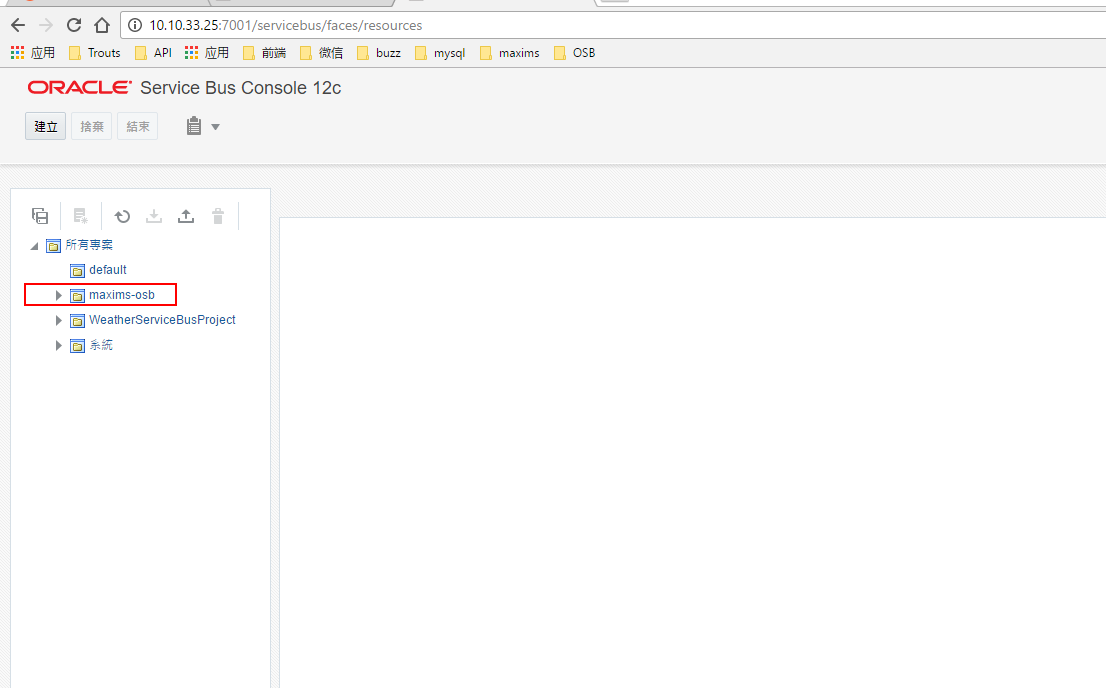 10.10.33.25:7001/servicebus/faces/resources
应用 Trouts API 应用 前端 微信 buzz mysql maxims OSB
ORACLE Service Bus Console 12c
建立 捨棄 結束
所有專案
default
maxims-osb
WeatherServiceBusProject
系統